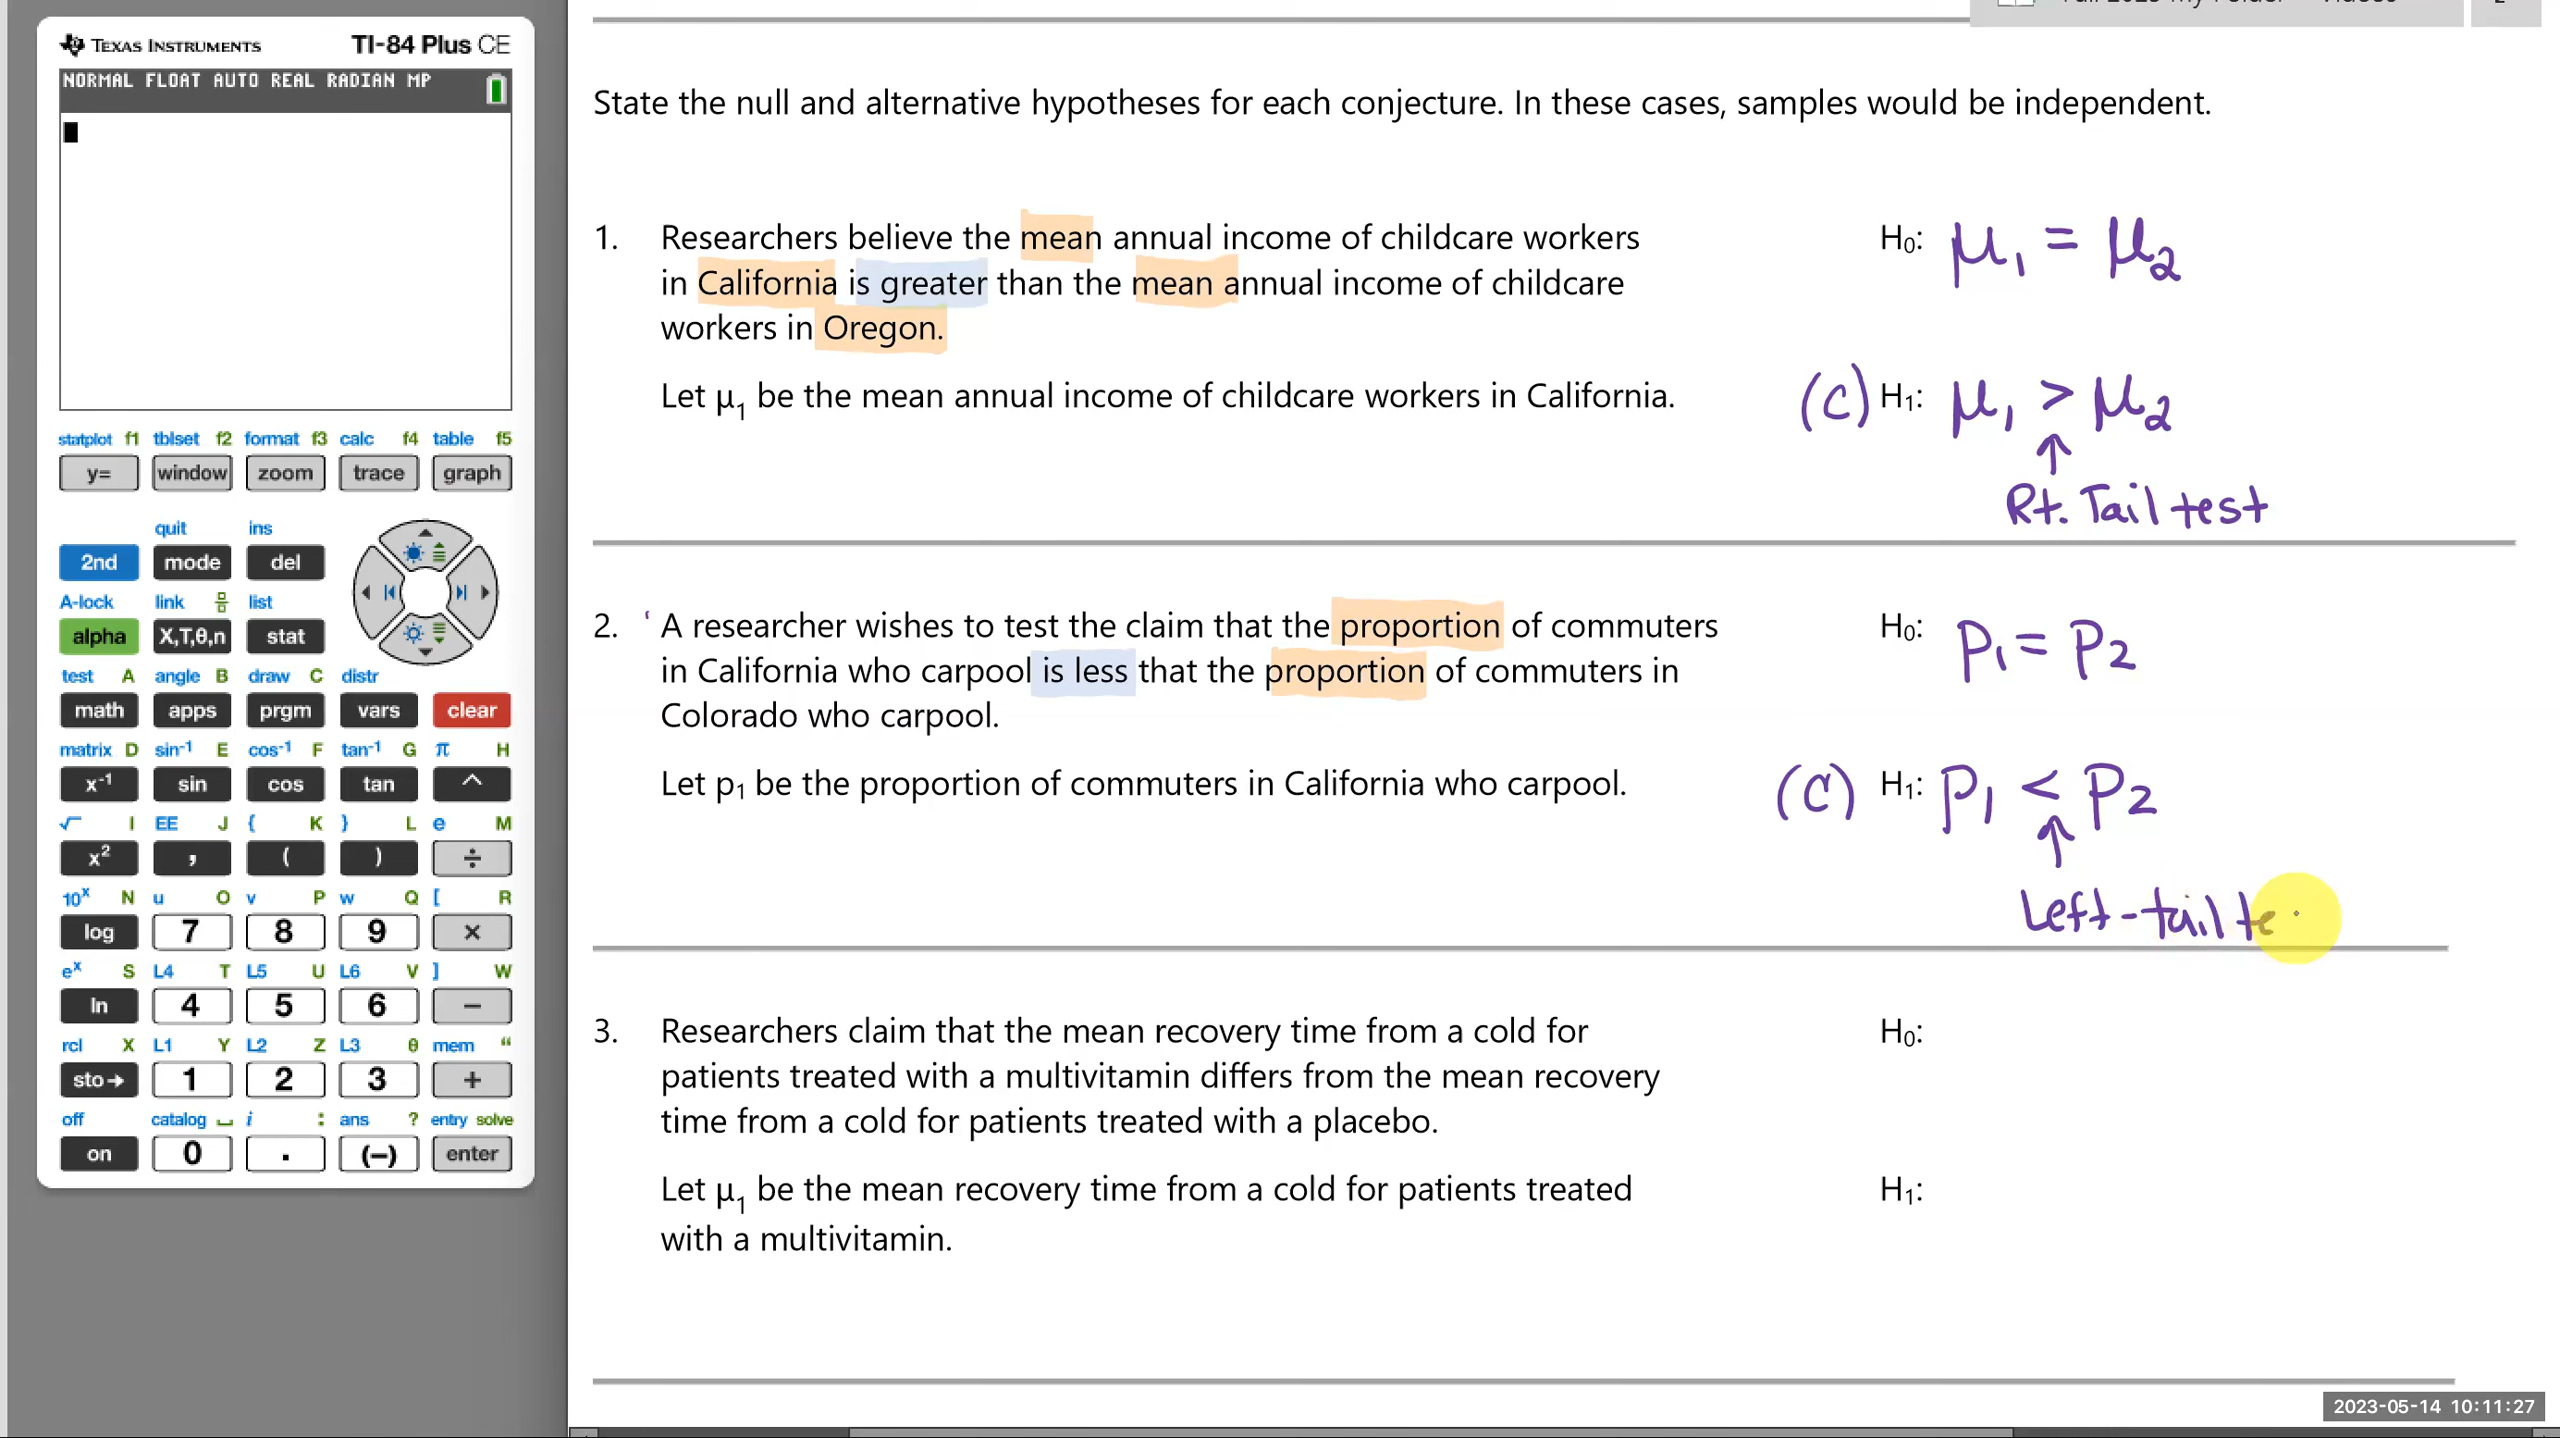 TEXAS INSTRUMENTS TI-84 Plus CE
NORMAL FLOAT AUTO REAL RADIAN MP
statplot f1 tblset f2 format f3 calc f4 table f5
y= window zoom trace graph
quit ins
2nd mode del
A-lock link list
alpha X,T,θ,n stat
test A angle B draw C distr
math apps prgm vars clear
matrix D sin⁻¹ E cos⁻¹ F tan⁻¹ G π H
x⁻¹ sin cos tan ^
√ I EE J { K } L e M
x² , ( ) ÷
10ˣ N u O v P w Q [ R
log 7 8 9 ×
eˣ S L4 T L5 U L6 V ] W
ln 4 5 6 −
rcl X L1 Y L2 Z L3 θ mem "
sto→ 1 2 3 +
off catalog ⎵ i : ans ? entry solve
on 0 . (−) enter
State the null and alternative hypotheses for each conjecture. In these cases, samples would be independent.
1. Researchers believe the mean annual income of childcare workers
in California is greater than the mean annual income of childcare
workers in Oregon.
Let μ₁ be the mean annual income of childcare workers in California.
H₀: μ₁ = μ₂
(C) H₁: μ₁ > μ₂
↑
Rt. Tail test
2. A researcher wishes to test the claim that the proportion of commuters
in California who carpool is less that the proportion of commuters in
Colorado who carpool.
Let p₁ be the proportion of commuters in California who carpool.
H₀: p₁ = p₂
(C) H₁: p₁ < p₂
↑
Left-tail te
3. Researchers claim that the mean recovery time from a cold for
patients treated with a multivitamin differs from the mean recovery
time from a cold for patients treated with a placebo.
Let μ₁ be the mean recovery time from a cold for patients treated
with a multivitamin.
H₀:
H₁:
2023-05-14 10:11:27